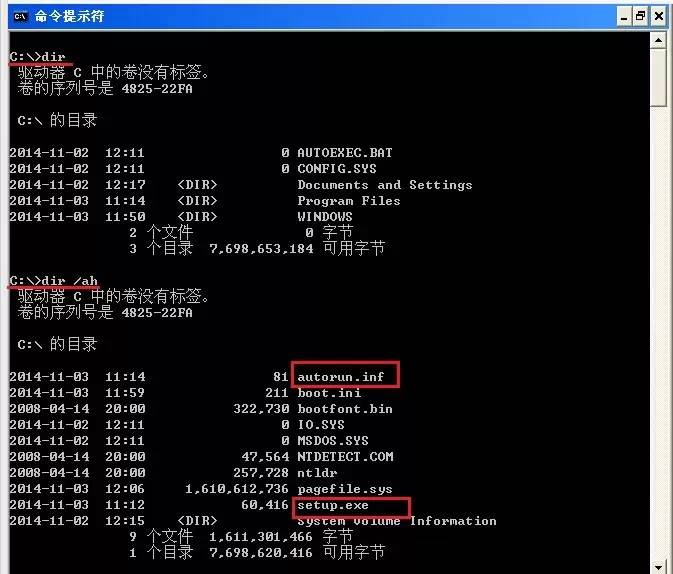 命令提示符
C:\>dir
驱动器 C 中的卷没有标签。
卷的序列号是 4825-22FA
C:\ 的目录
2014-11-02  12:11                 0 AUTOEXEC.BAT
2014-11-02  12:11                 0 CONFIG.SYS
2014-11-02  12:17    <DIR>          Documents and Settings
2014-11-03  11:14    <DIR>          Program Files
2014-11-03  11:50    <DIR>          WINDOWS
2 个文件              0 字节
3 个目录  7,698,653,184 可用字节
C:\>dir /ah
驱动器 C 中的卷没有标签。
卷的序列号是 4825-22FA
C:\ 的目录
2014-11-03  11:14                81 autorun.inf
2014-11-03  11:59               211 boot.ini
2008-04-14  20:00           322,730 bootfont.bin
2014-11-02  12:11                 0 IO.SYS
2014-11-02  12:11                 0 MSDOS.SYS
2008-04-14  20:00            47,564 NTDETECT.COM
2008-04-14  20:00           257,728 ntldr
2014-11-03  12:06     1,610,612,736 pagefile.sys
2014-11-03  11:12            60,416 setup.exe
2014-11-02  12:15    <DIR>          System Volume Information
9 个文件  1,611,301,466 字节
1 个目录  7,698,620,416 可用字节